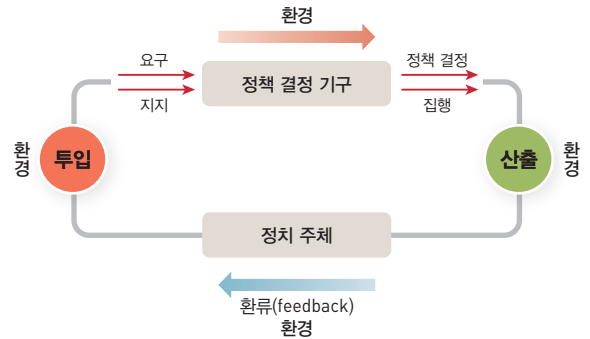 환경
요구
지지
정책 결정 기구
정책 결정
집행
환경
투입
산출
환경
정치 주체
환류(feedback)
환경